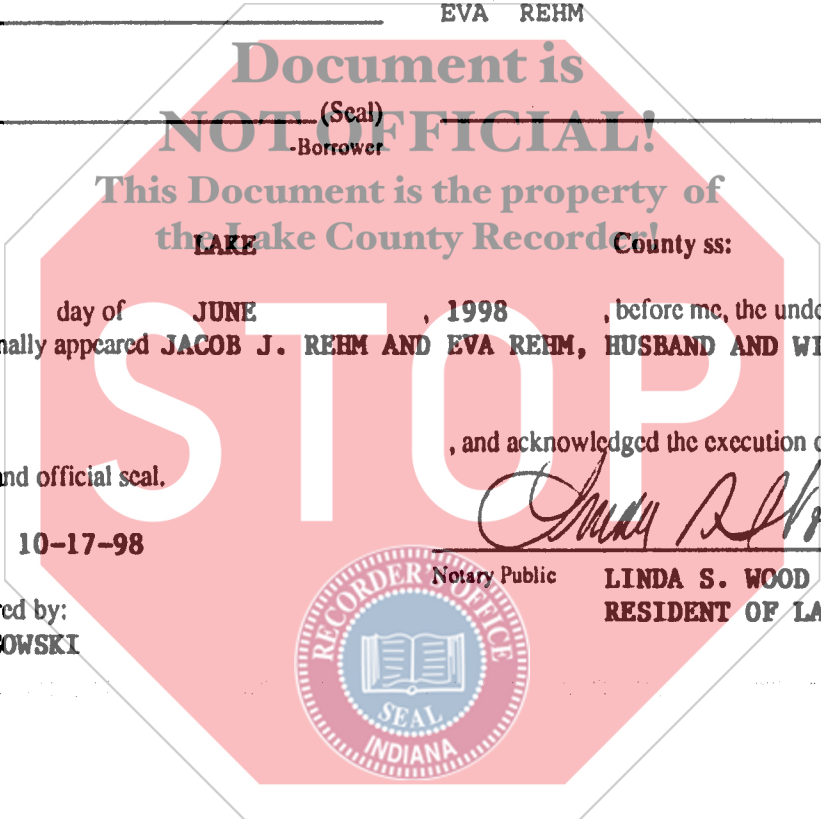 EVA REHM
Document is
(Seal)
NOT OFFICIAL!
-Borrower
This Document is the property of
the Lake County Recorder!
LAKE County ss:
day of JUNE , 1998 , before me, the unde
nally appeared JACOB J. REHM AND EVA REHM, HUSBAND AND WI
STOP
, and acknowledged the execution o
nd official seal.
10-17-98
Notary Public LINDA S. WOOD
red by: RESIDENT OF LA
OWSKI
RECORDER'S OFFICE
SEAL
INDIANA